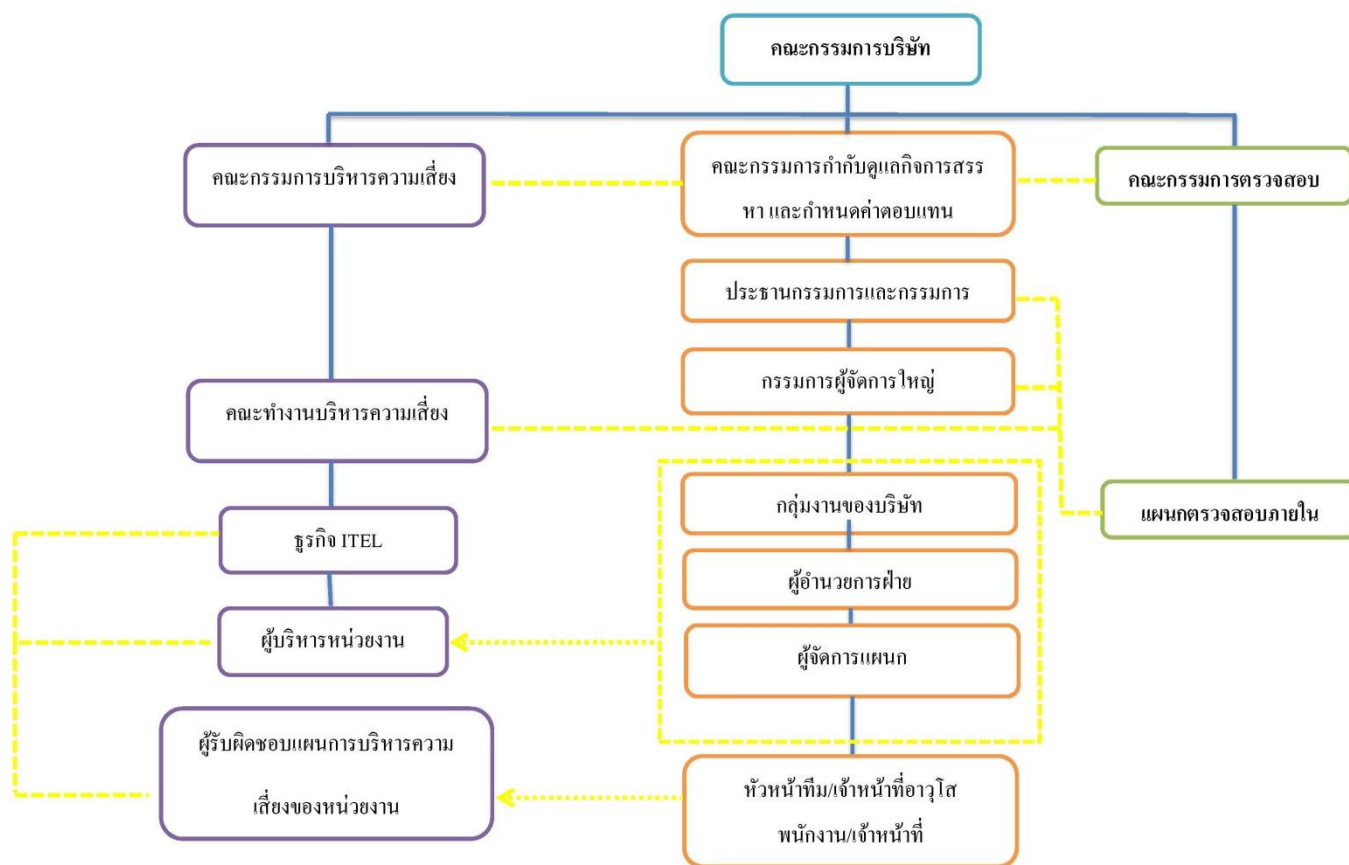 คณะกรรมการบริษัท
คณะกรรมการบริหารความเสี่ยง
คณะกรรมการกำกับดูแลกิจการสรร
หา และกำหนดค่าตอบแทน
คณะกรรมการตรวจสอบ
ประธานกรรมการและกรรมการ
กรรมการผู้จัดการใหญ่
คณะทำงานบริหารความเสี่ยง
กลุ่มงานของบริษัท
แผนกตรวจสอบภายใน
ธูรกิจ ITEL
ผู้อำนวยการฝ่าย
ผู้บริหารหน่วยงาน
ผู้จัดการแผนก
ผู้รับผิดชอบแผนการบริหารความ
เสี่ยงของหน่วยงาน
หัวหน้าทีม/เจ้าหน้าที่อาวุโส
พนักงาน/เจ้าหน้าที่